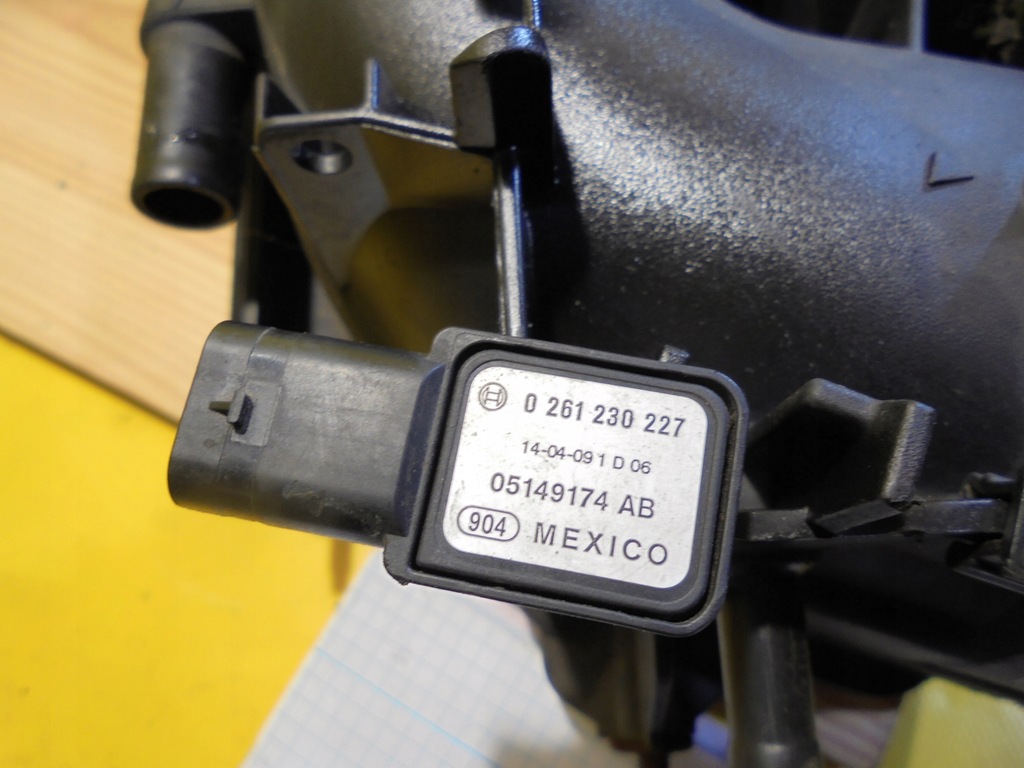 0 261 230 227
14-04-09 1 D 06
05149174 AB
904 MEXICO